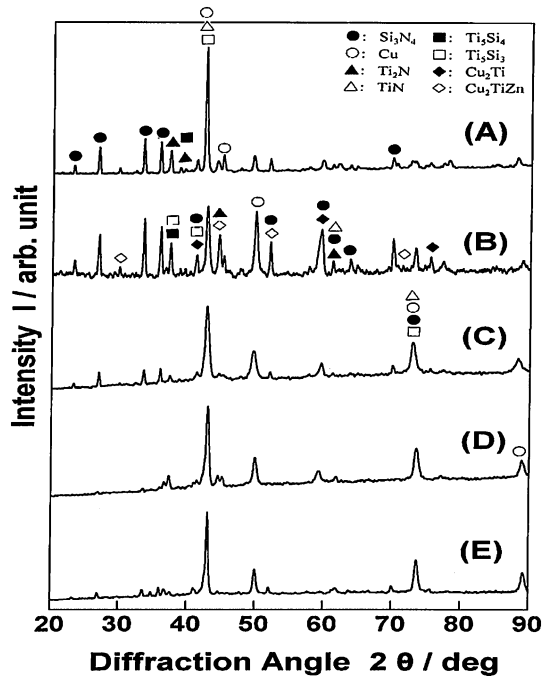 Si₃N₄ Ti₅Si₄
Cu Ti₅Si₃
Ti₂N Cu₂Ti
TiN Cu₂TiZn
(A)
(B)
(C)
(D)
(E)
Intensity I / arb. unit
20 30 40 50 60 70 80 90
Diffraction Angle 2 θ / deg